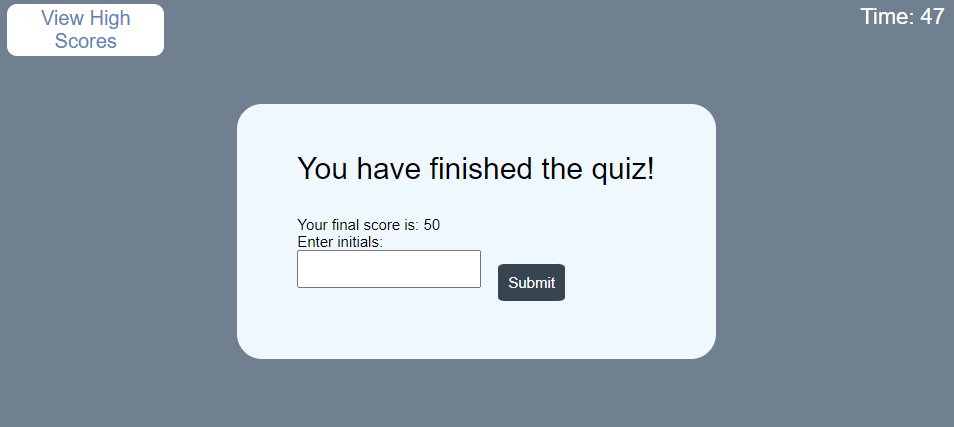 View High
Scores
Time: 47
You have finished the quiz!
Your final score is: 50
Enter initials:
Submit